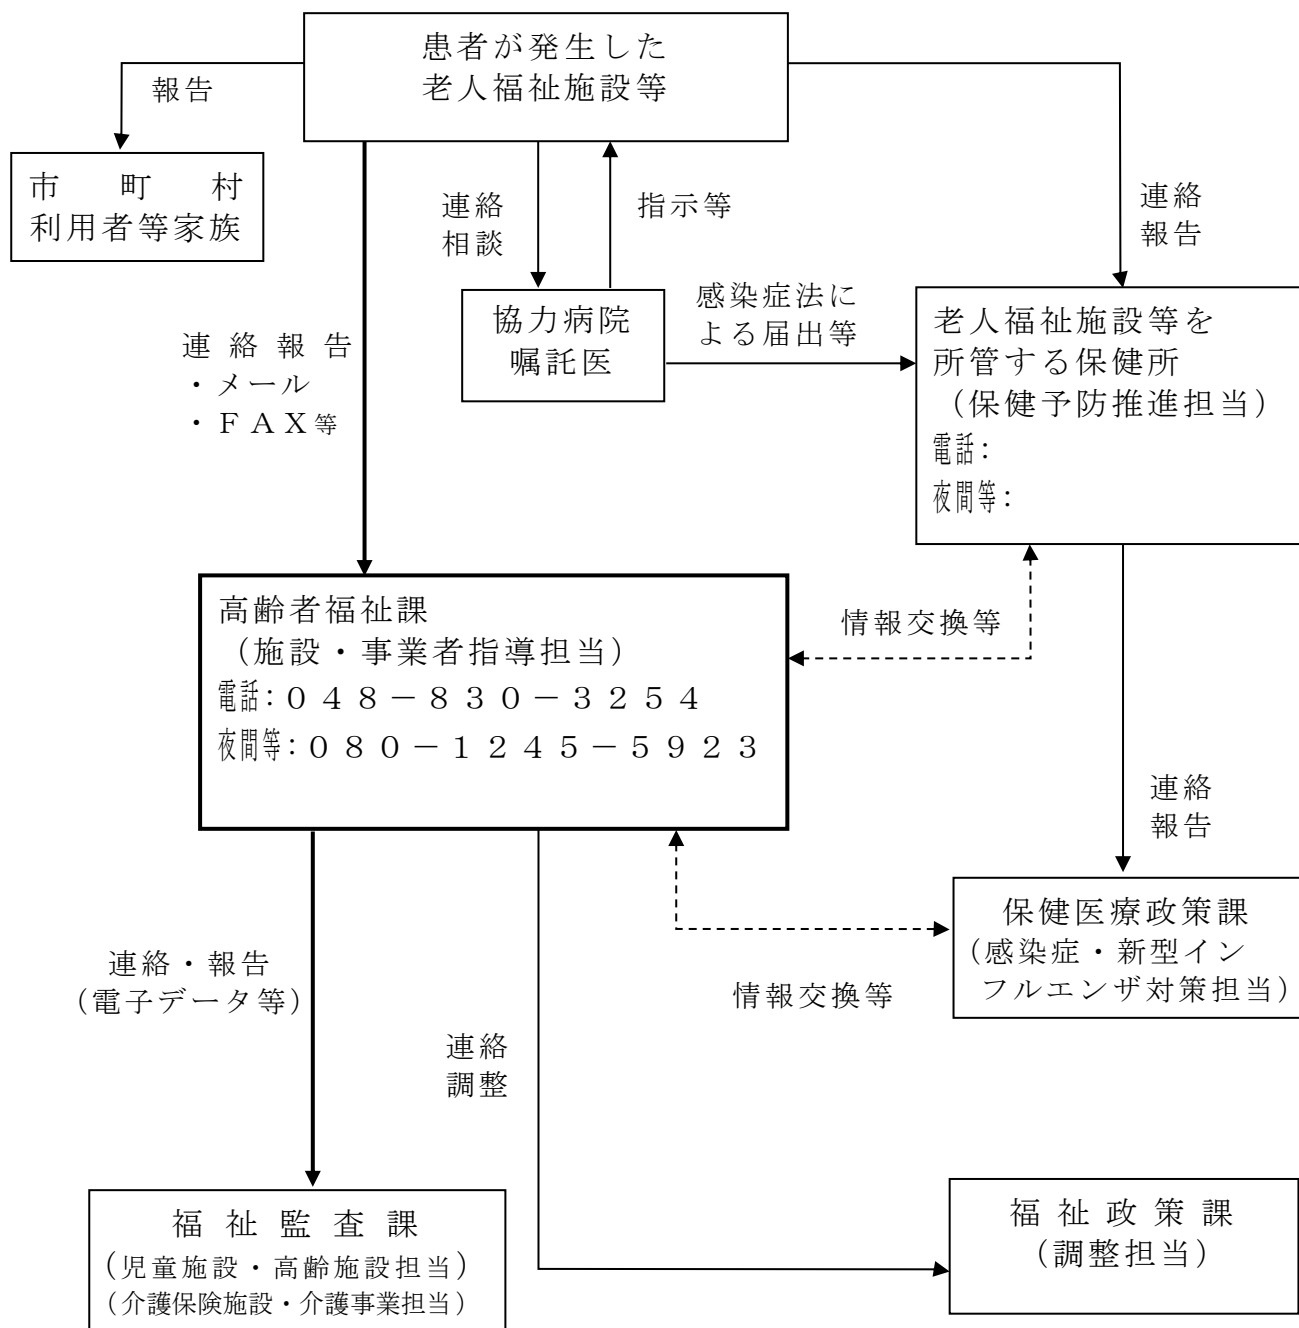 患者が発生した
老人福祉施設等
報告
市町村
利用者等家族
連絡
相談
指示等
連絡
報告
協力病院
嘱託医
感染症法に
よる届出等
老人福祉施設等を
所管する保健所
（保健予防推進担当）
電話：
夜間等：
連絡報告
・メール
・ＦＡＸ等
高齢者福祉課
（施設・事業者指導担当）
電話：０４８－８３０－３２５４
夜間等：０８０－１２４５－５９２３
情報交換等
連絡
報告
保健医療政策課
(感染症・新型イン
フルエンザ対策担当)
情報交換等
連絡・報告
（電子データ等）
連絡
調整
福祉監査課
(児童施設・高齢施設担当)
(介護保険施設・介護事業担当)
福祉政策課
（調整担当）